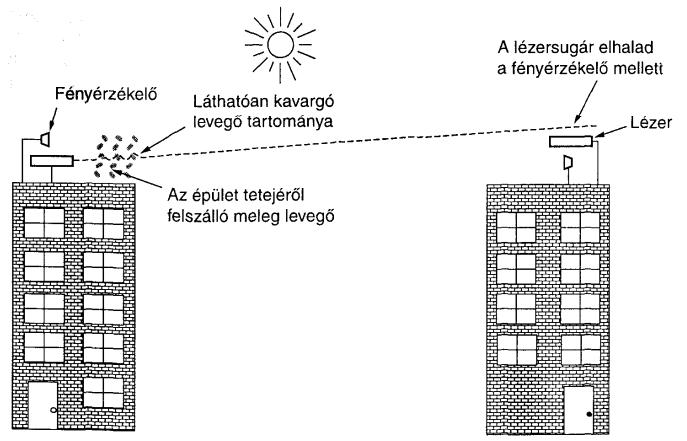 A lézersugár elhalad
a fényérzékelő mellett
Fényérzékelő
Láthatóan kavargó
levegő tartománya
Lézer
Az épület tetejéről
felszálló meleg levegő